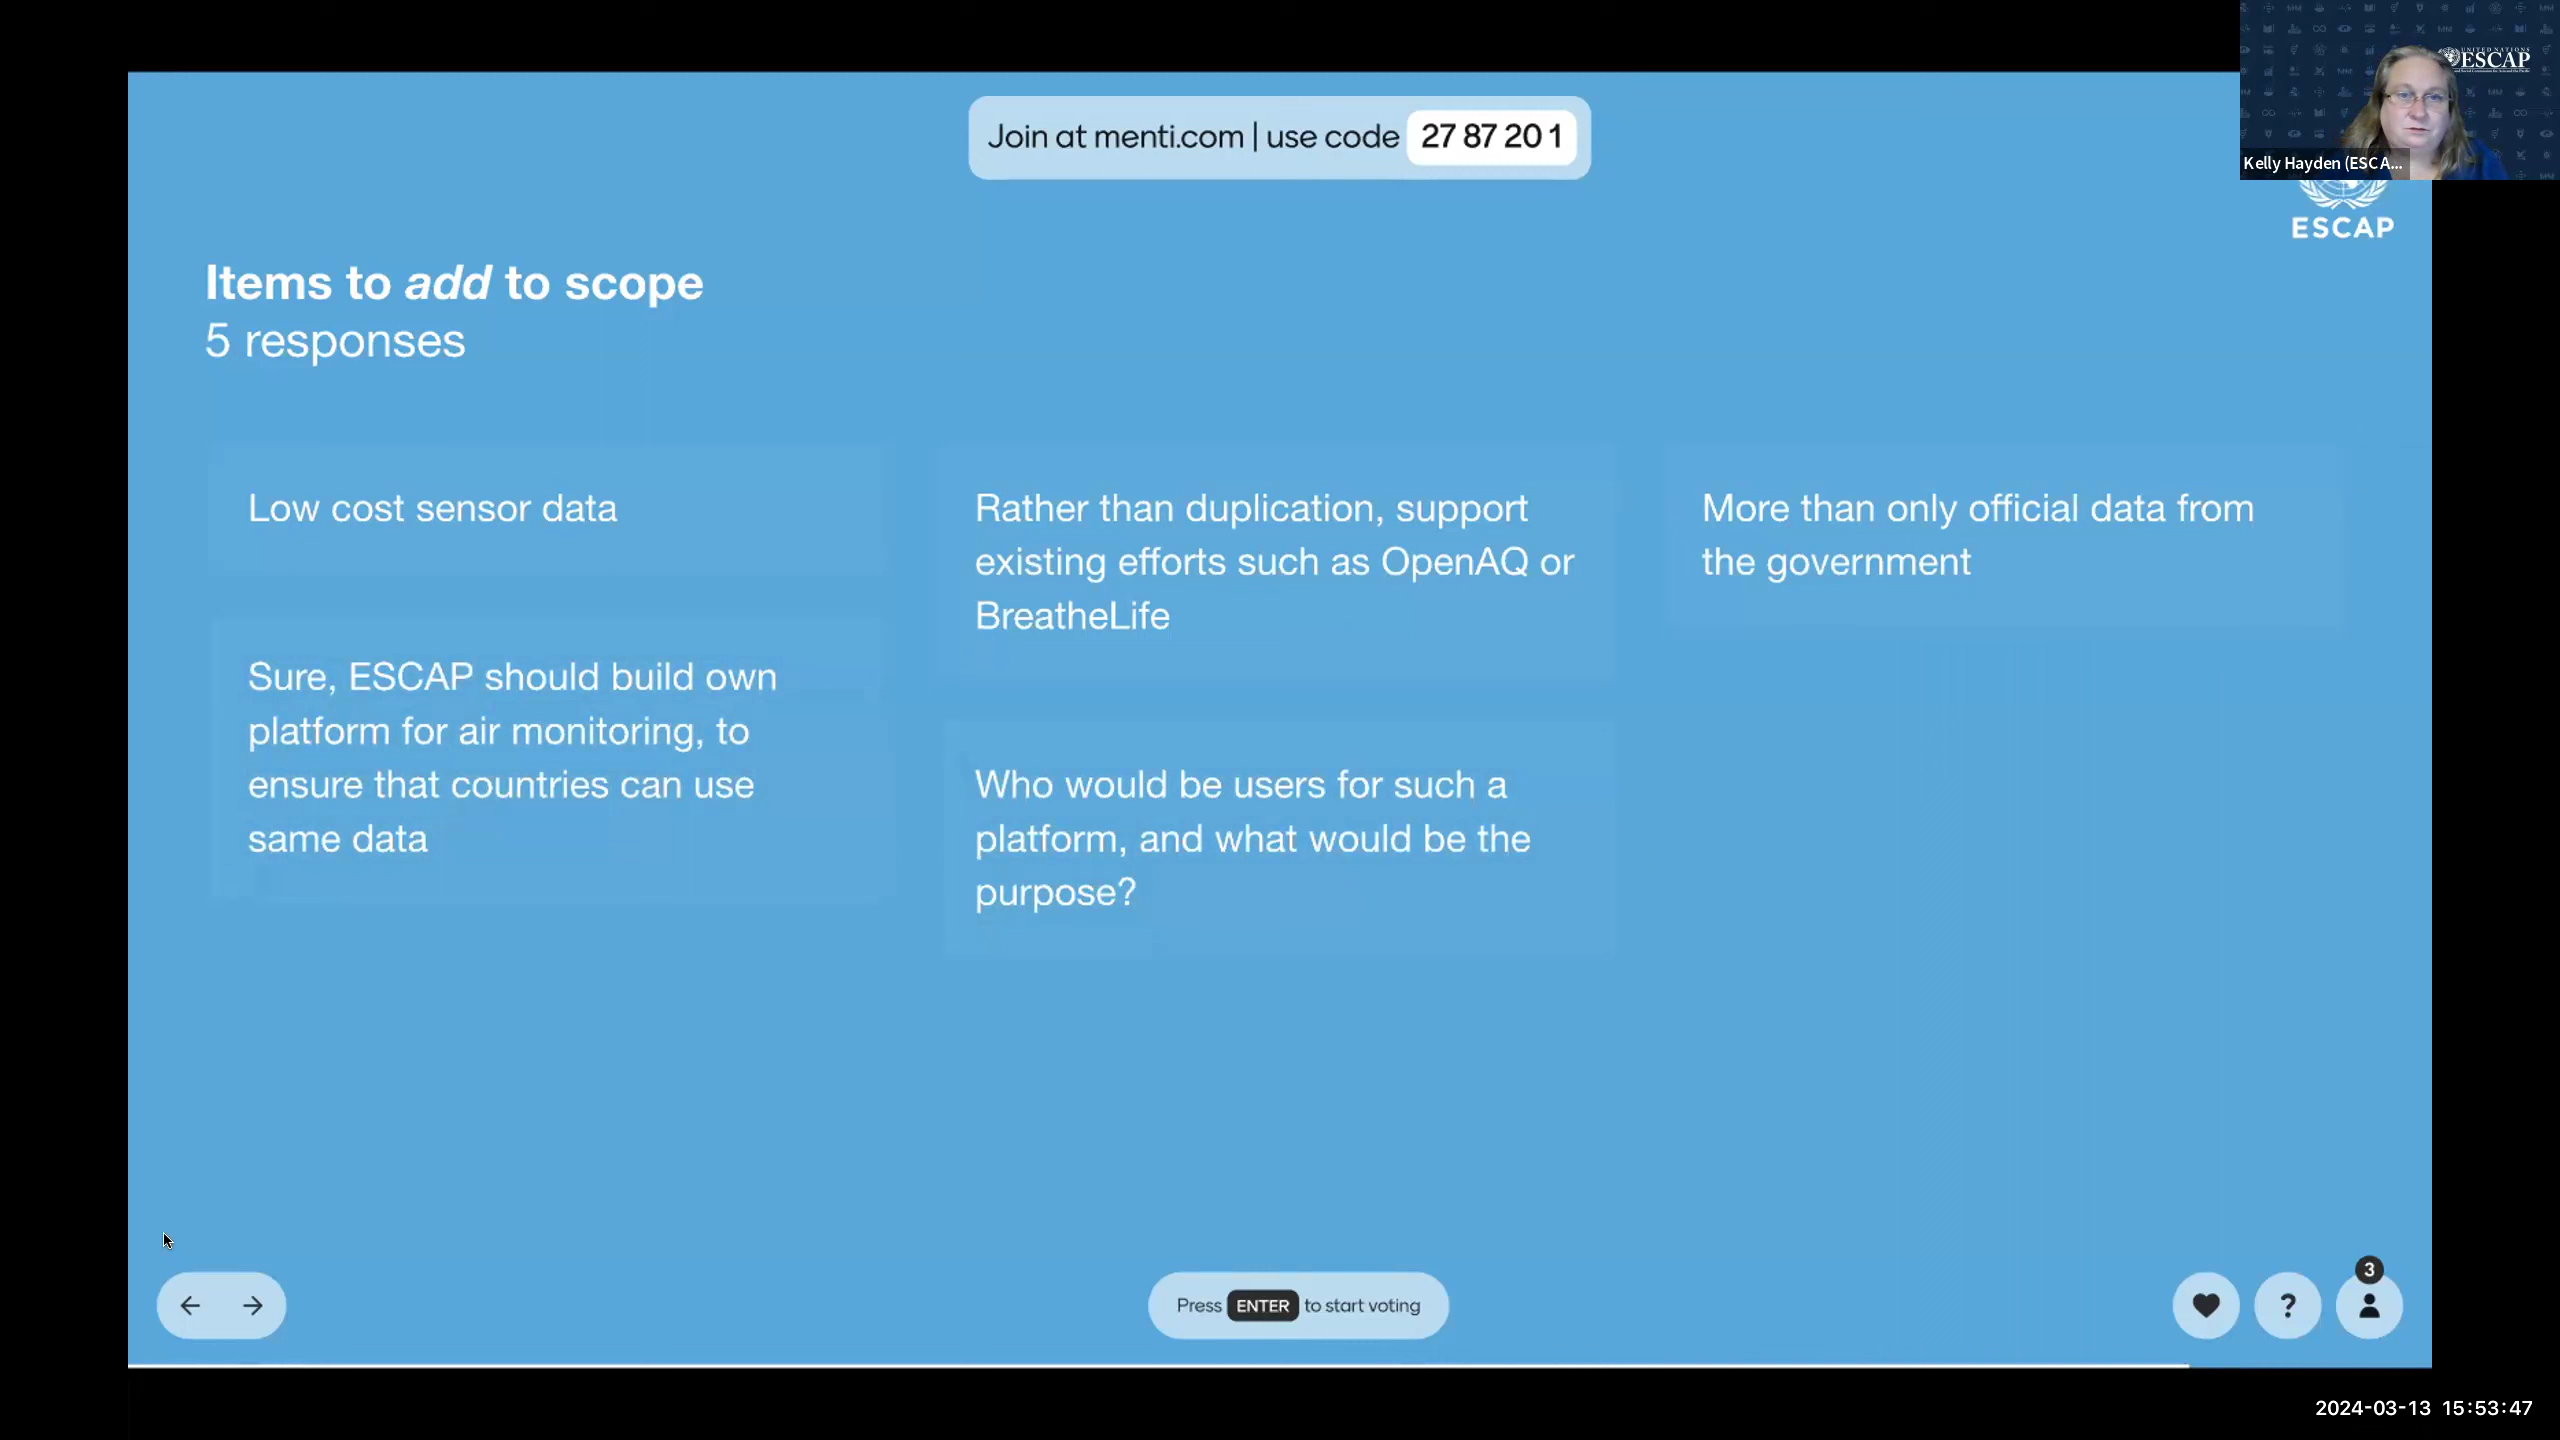 Join at menti.com | use code 27 87 20 1
UNITED NATIONS
ESCAP
Kelly Hayden (ESCA...
ESCAP
Items to add to scope
5 responses
Low cost sensor data
Sure, ESCAP should build own
platform for air monitoring, to
ensure that countries can use
same data
Rather than duplication, support
existing efforts such as OpenAQ or
BreatheLife
Who would be users for such a
platform, and what would be the
purpose?
More than only official data from
the government
Press ENTER to start voting
?
3
2024-03-13 15:53:47